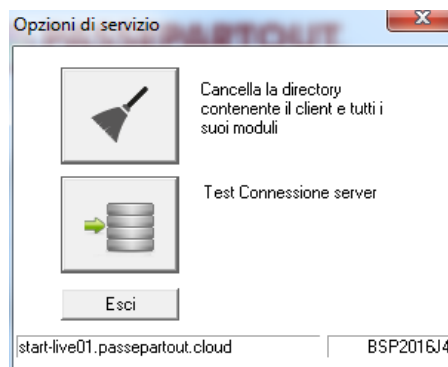 Opzioni di servizio
PASSEPARTOUT
Cancella la directory
contenente il client e tutti i
suoi moduli
Test Connessione server
Esci
start-live01.passepartout.cloud
BSP2016J4